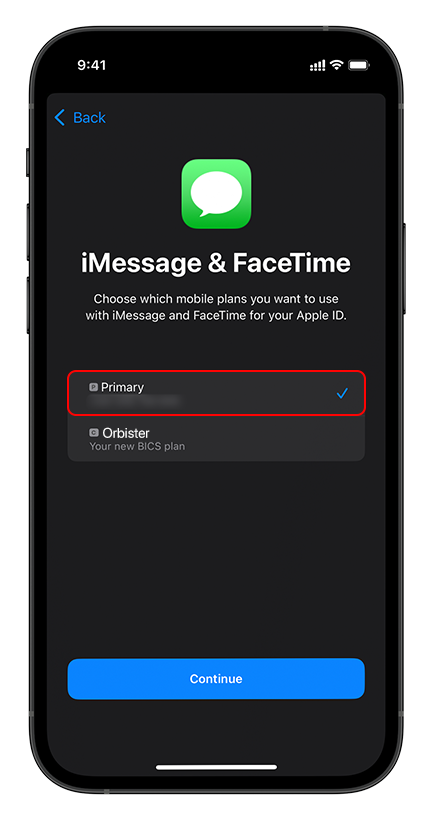 9:41
Back
iMessage & FaceTime
Choose which mobile plans you want to use
with iMessage and FaceTime for your Apple ID.
P Primary
C Orbister
Your new BICS plan
Continue